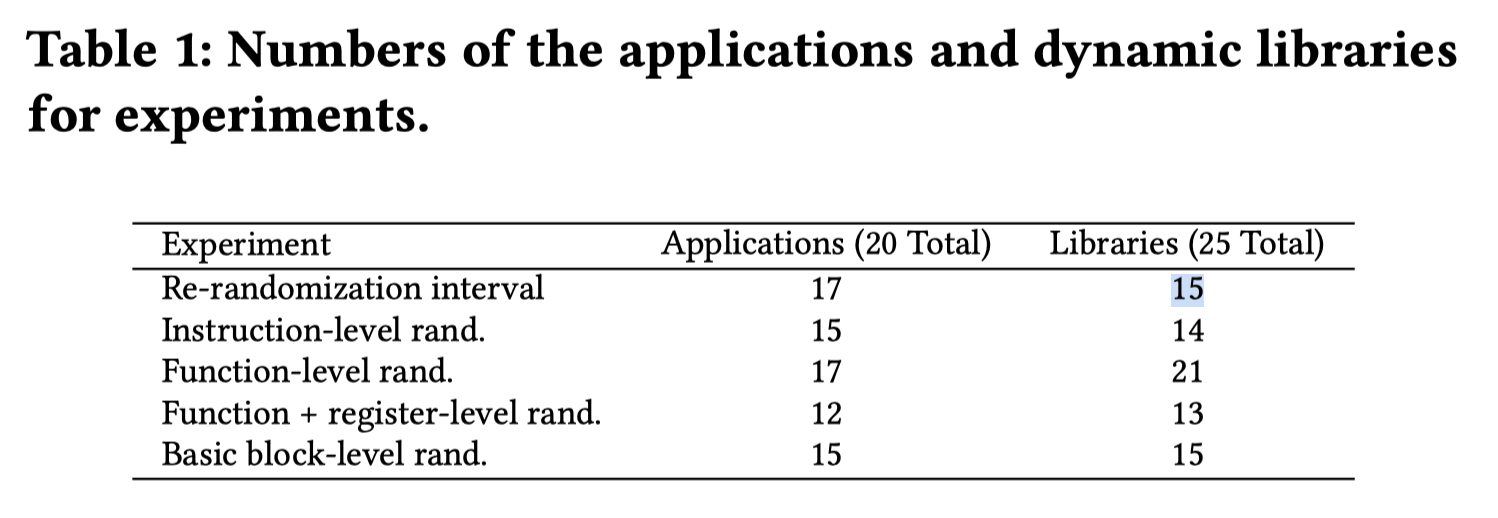 Table 1: Numbers of the applications and dynamic libraries
for experiments.
Experiment Applications (20 Total) Libraries (25 Total)
Re-randomization interval 17 15
Instruction-level rand. 15 14
Function-level rand. 17 21
Function + register-level rand. 12 13
Basic block-level rand. 15 15